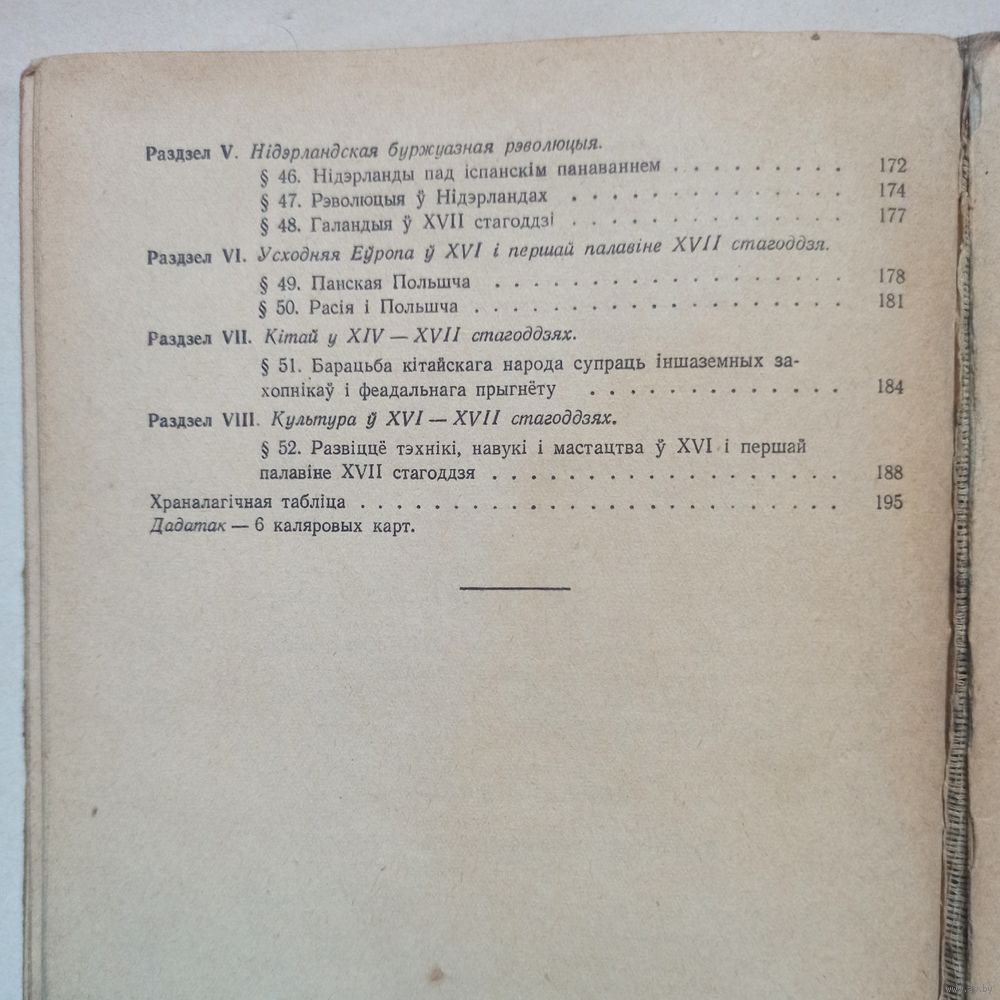 Раздзел V. Нідэрландская буржуазная рэволюцыя.
§ 46. Нідэрланды пад іспанскім панаваннем . . . . . . . . . 172
§ 47. Рэволюцыя ў Нідэрландах . . . . . . . . . . . . 174
§ 48. Галандыя ў XVII стагоддзі . . . . . . . . . . . . 177
Раздзел VI. Усходняя Еўропа ў XVI і першай палавіне XVII стагоддзя.
§ 49. Панская Польшча . . . . . . . . . . . . . . . 178
§ 50. Расія і Польшча . . . . . . . . . . . . . . . . 181
Раздзел VII. Кітай у XIV — XVII стагоддзях.
§ 51. Барацьба кітайскага народа супраць іншаземных за-
хопнікаў і феадальнага прыгнёту . . . . . . . . . . . 184
Раздзел VIII. Культура ў XVI — XVII стагоддзях.
§ 52. Развіццё тэхнікі, навукі і мастацтва ў XVI і першай
палавіне XVII стагоддзя . . . . . . . . . . . . . . . 188
Храналагічная табліца . . . . . . . . . . . . . . . . . . . . 195
Дадатак — 6 каляровых карт.